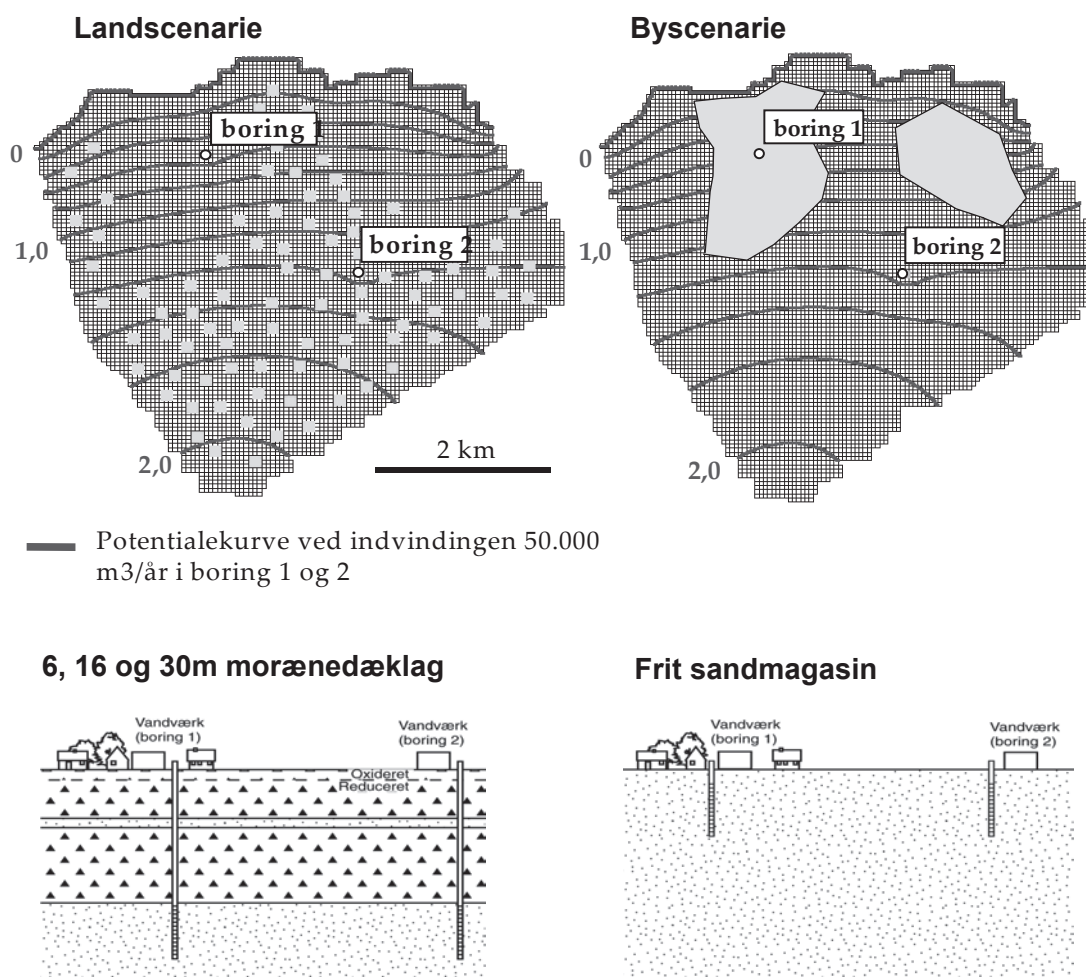 Landscenarie
Byscenarie
boring 1
boring 1
0
0
boring 2
boring 2
1,0
1,0
2 km
2,0
2,0
Potentialekurve ved indvindingen 50.000
m3/år i boring 1 og 2
6, 16 og 30m morænedæklag
Frit sandmagasin
Vandværk
(boring 1)
Vandværk
(boring 2)
Vandværk
(boring 1)
Vandværk
(boring 2)
Oxideret
Reduceret